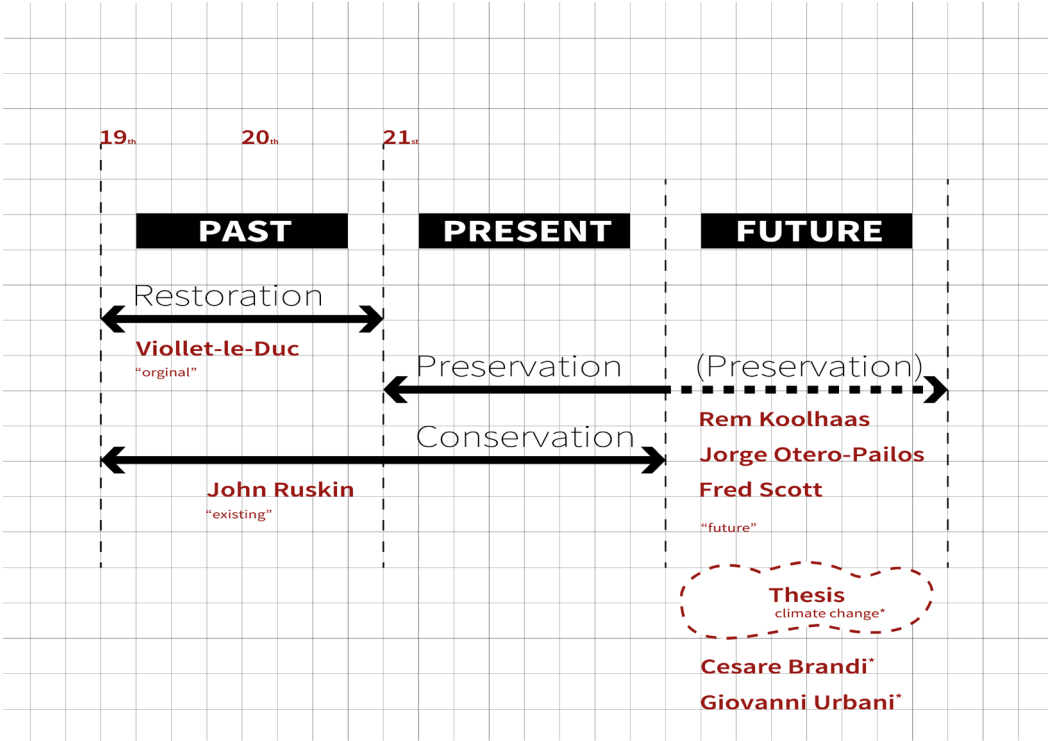 19th 20th 21st
PAST PRESENT FUTURE
Restoration
Viollet-le-Duc
“orginal”
Preservation (Preservation)
Rem Koolhaas
Conservation
Jorge Otero-Pailos
John Ruskin
Fred Scott
“existing”
“future”
Thesis
climate change*
Cesare Brandi*
Giovanni Urbani*